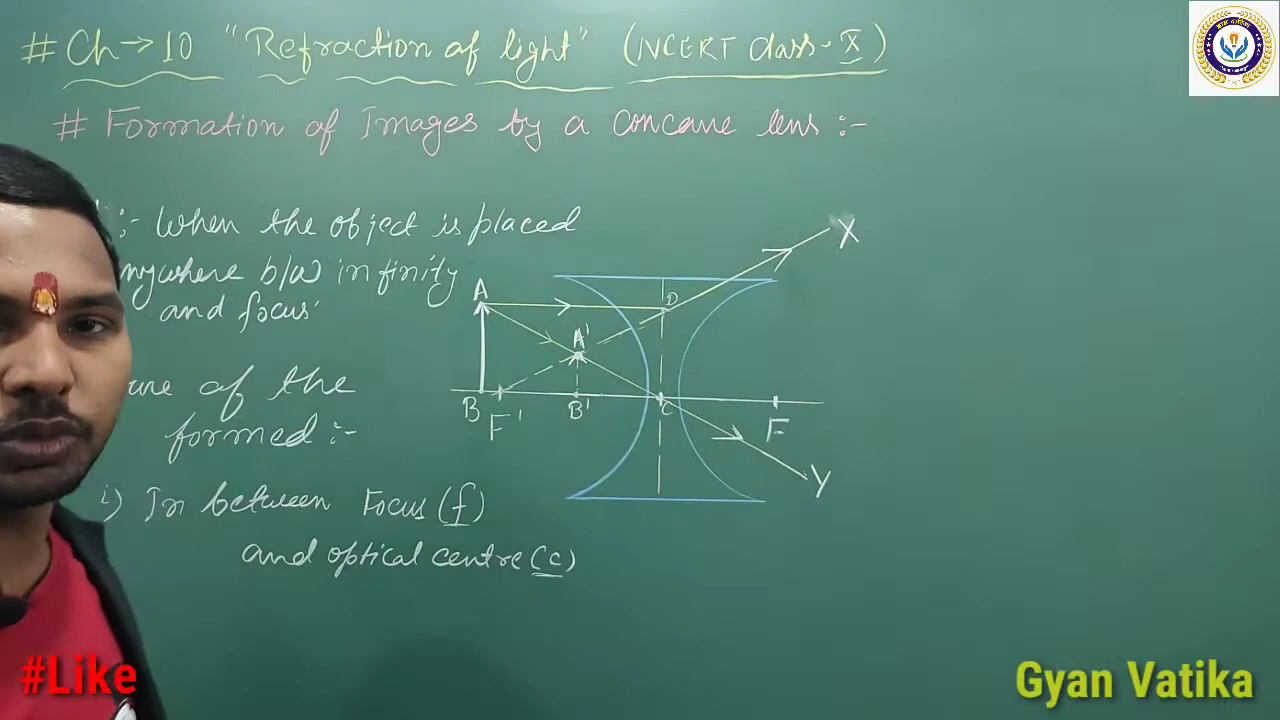 # Ch → 10 "Refraction of light" (NCERT Class - X)
# Formation of Images by a concave lens :-
:- When the object is placed
nywhere b/w infinity
and focus
of the
formed :-
i) In between Focus (f)
and optical centre (c)
X
A
D
A'
B
F'
B'
C
F
Y
#Like
Gyan Vatika